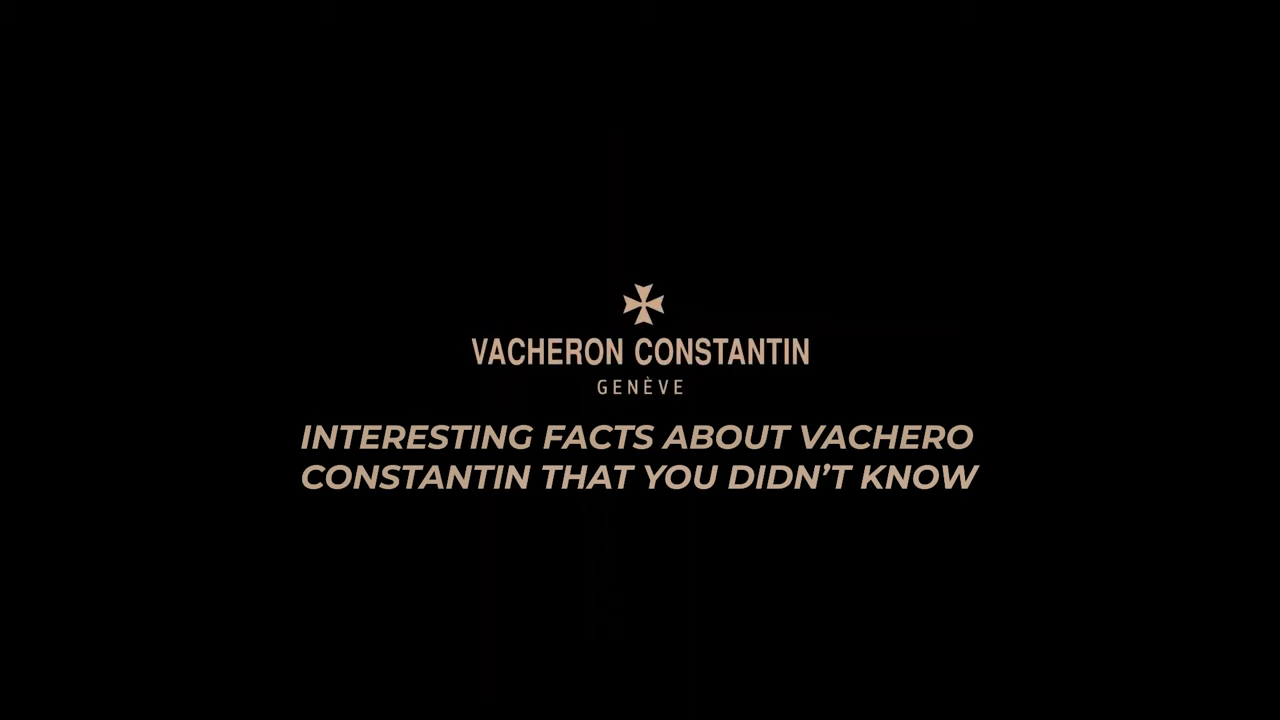 VACHERON CONSTANTIN
GENÈVE
INTERESTING FACTS ABOUT VACHERO
CONSTANTIN THAT YOU DIDN’T KNOW